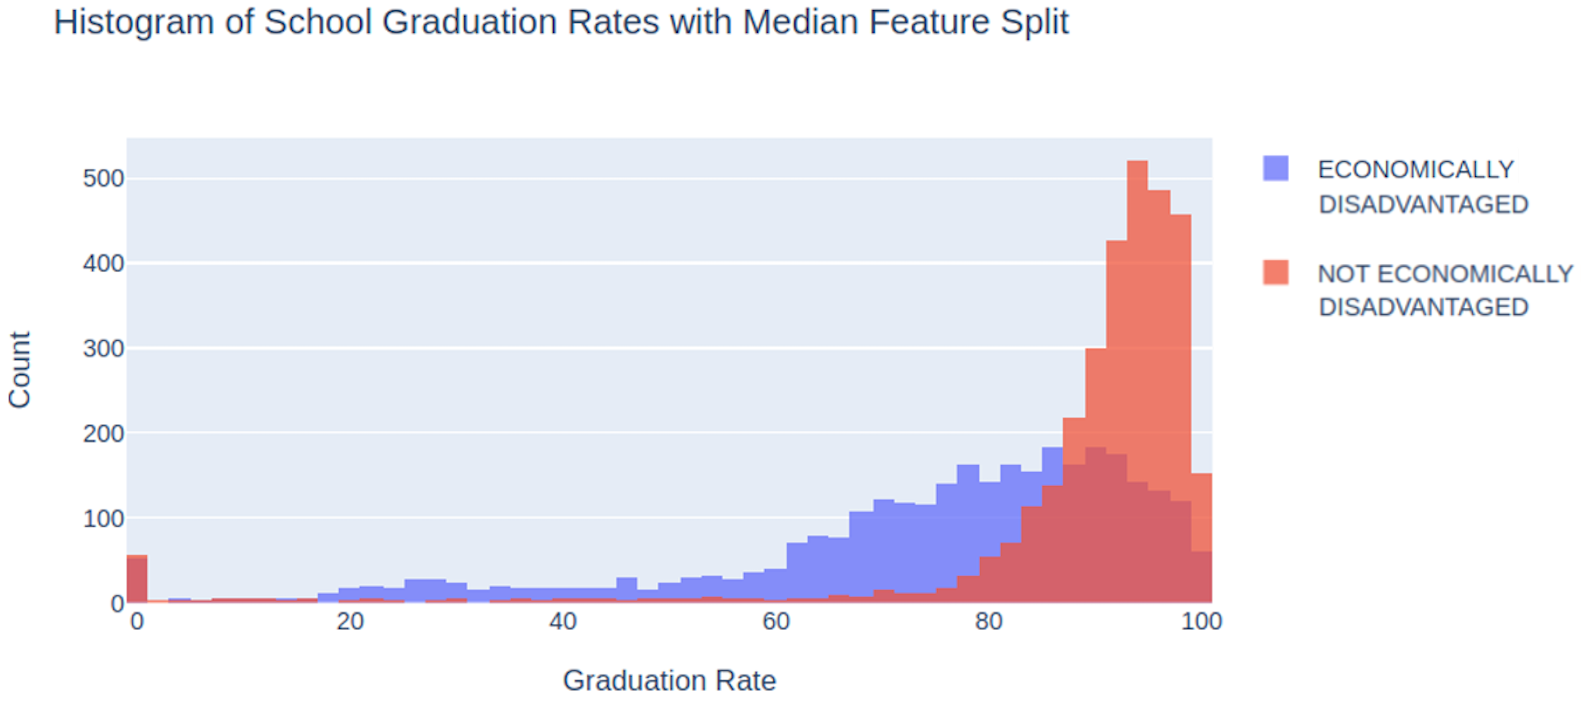 Histogram of School Graduation Rates with Median Feature Split
500
400
300
200
100
0
Count
0 20 40 60 80 100
Graduation Rate
ECONOMICALLY
DISADVANTAGED
NOT ECONOMICALLY
DISADVANTAGED